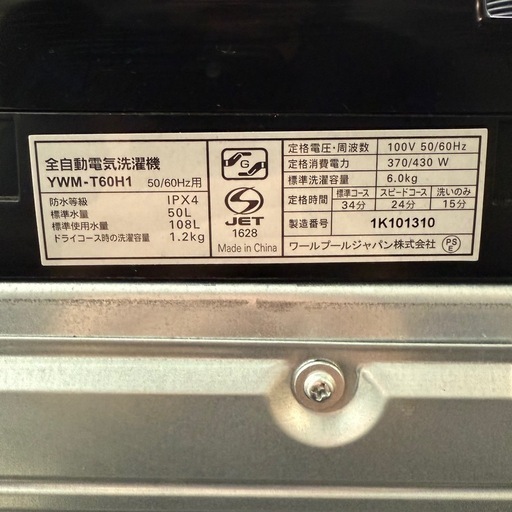 全自動電気洗濯機
YWM-T60H1 50/60Hz用
防水等級 IPX4
標準水量 50L
標準使用水量 108L
ドライコース時の洗濯容量 1.2kg
G
S
JET
1628
Made in China
定格電圧・周波数 100V 50/60Hz
定格消費電力 370/430 W
標準洗濯容量 6.0kg
定格時間 標準コース スピードコース 洗いのみ
34分 24分 15分
製造番号 1K101310
ワールプールジャパン株式会社
PS
E